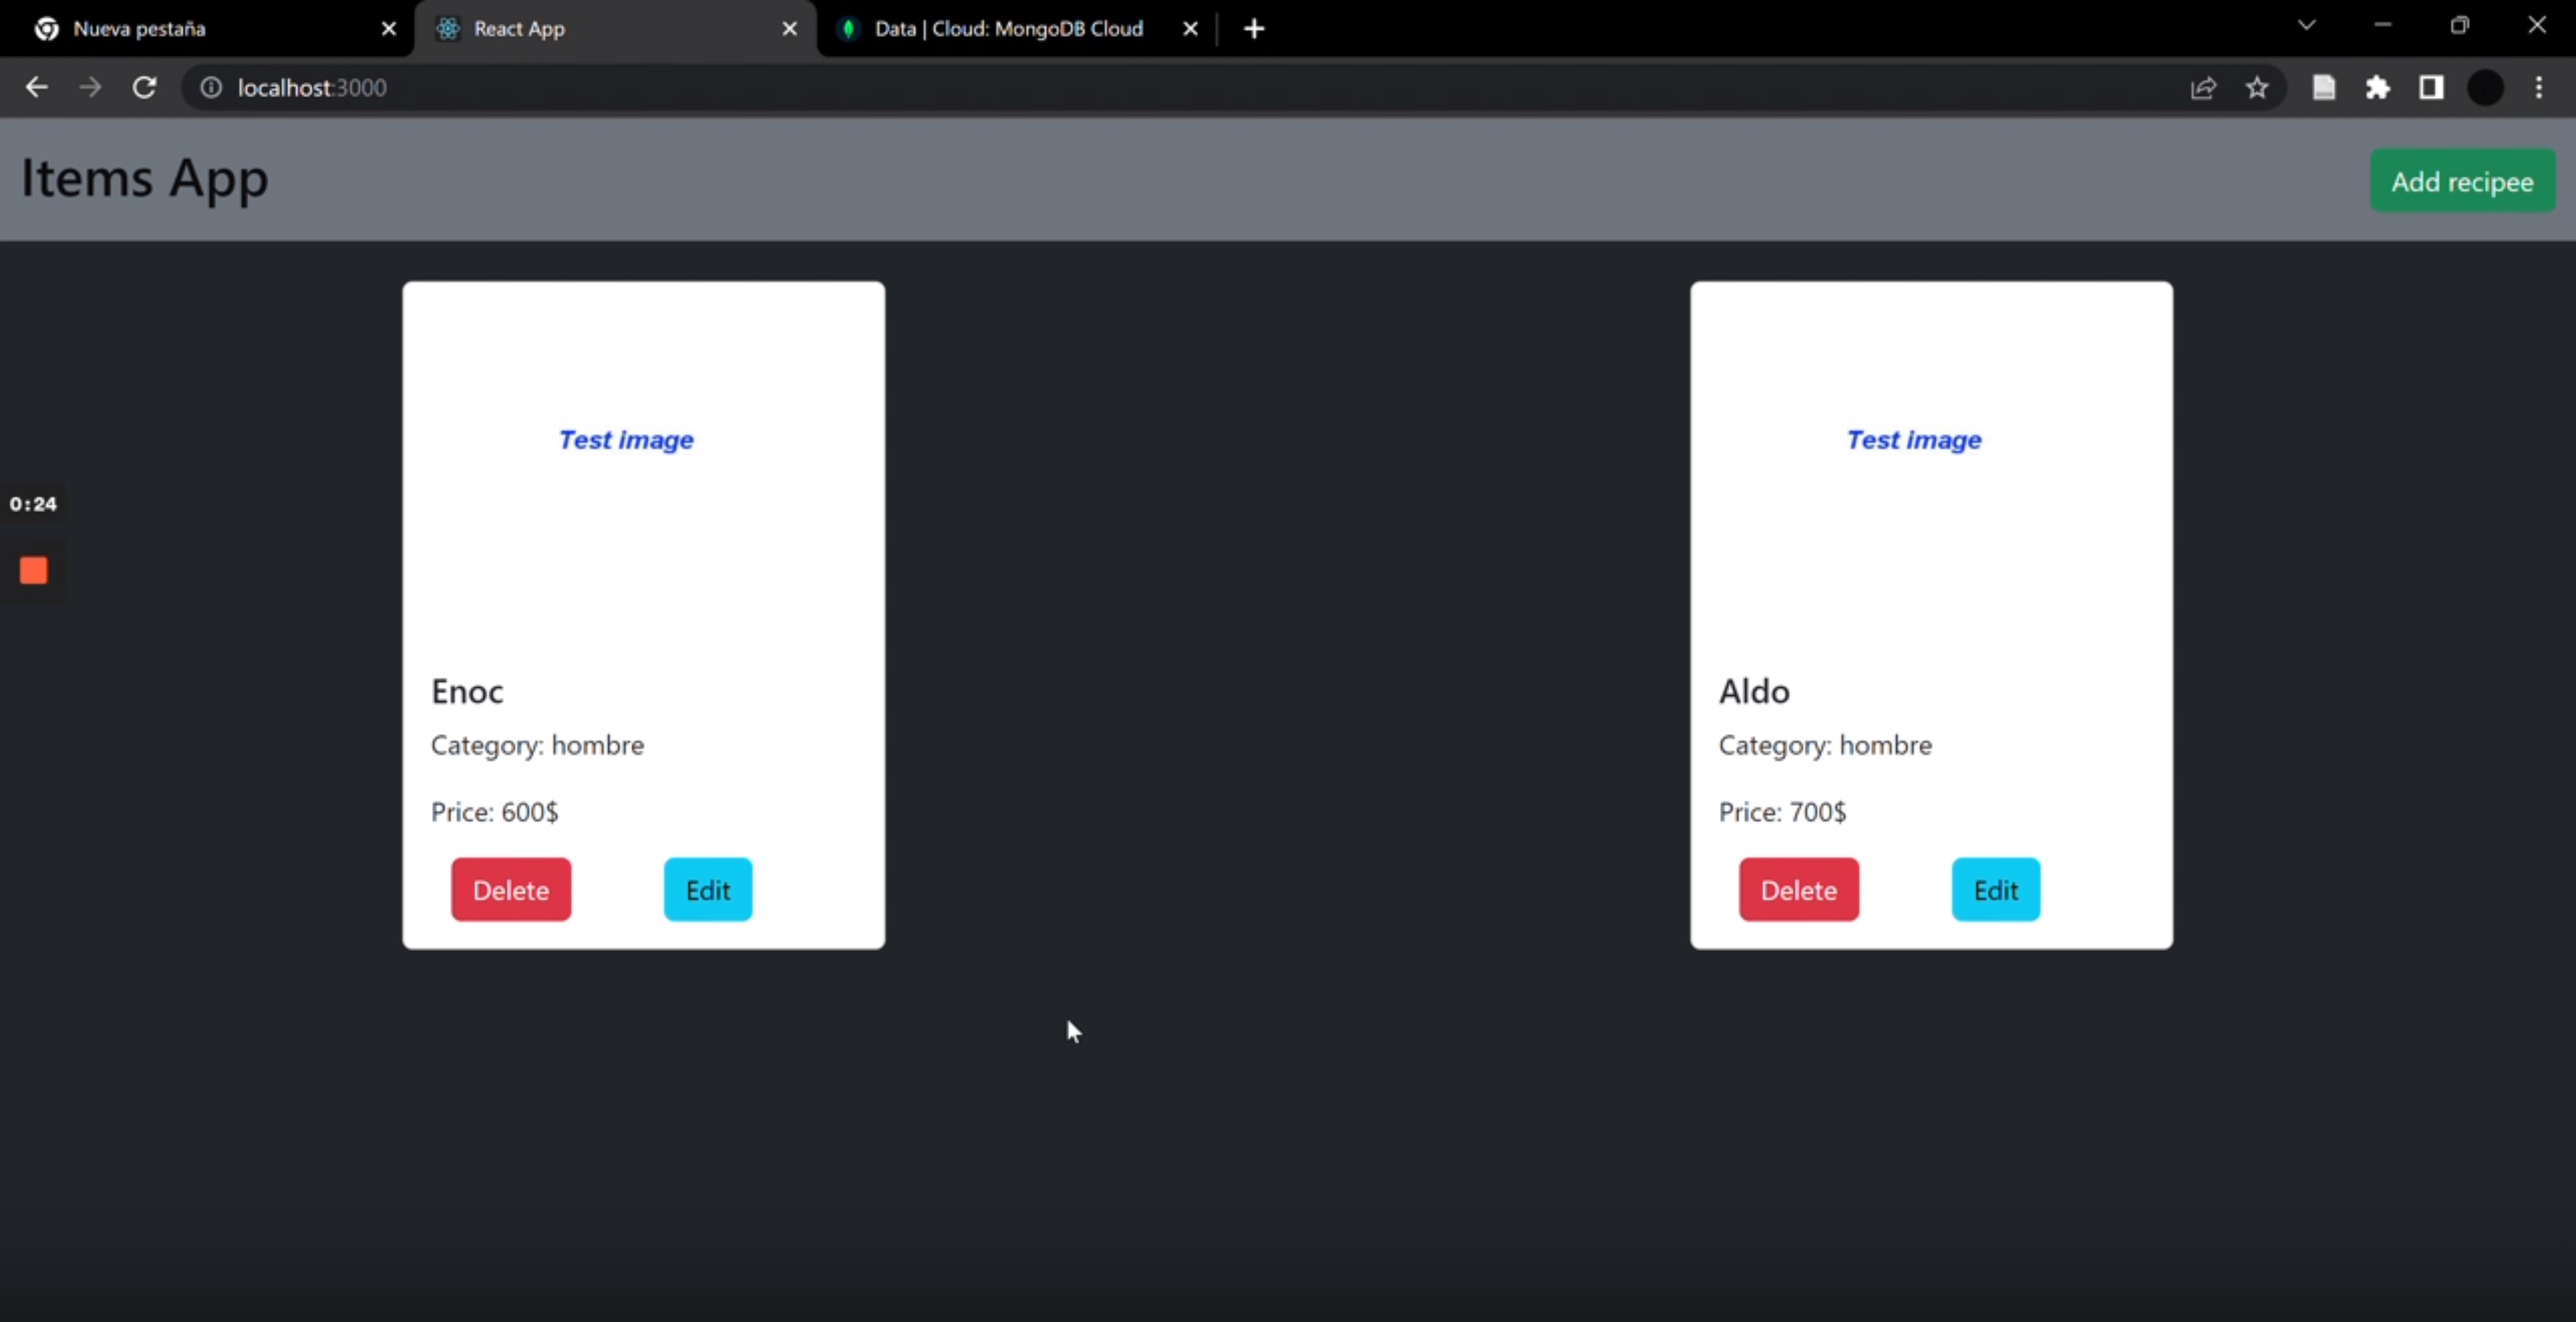 Nueva pestaña
React App
Data | Cloud: MongoDB Cloud
localhost:3000
Items App
Add recipee
Test image
Enoc
Category: hombre
Price: 600$
Delete
Edit
Test image
Aldo
Category: hombre
Price: 700$
Delete
Edit
0:24